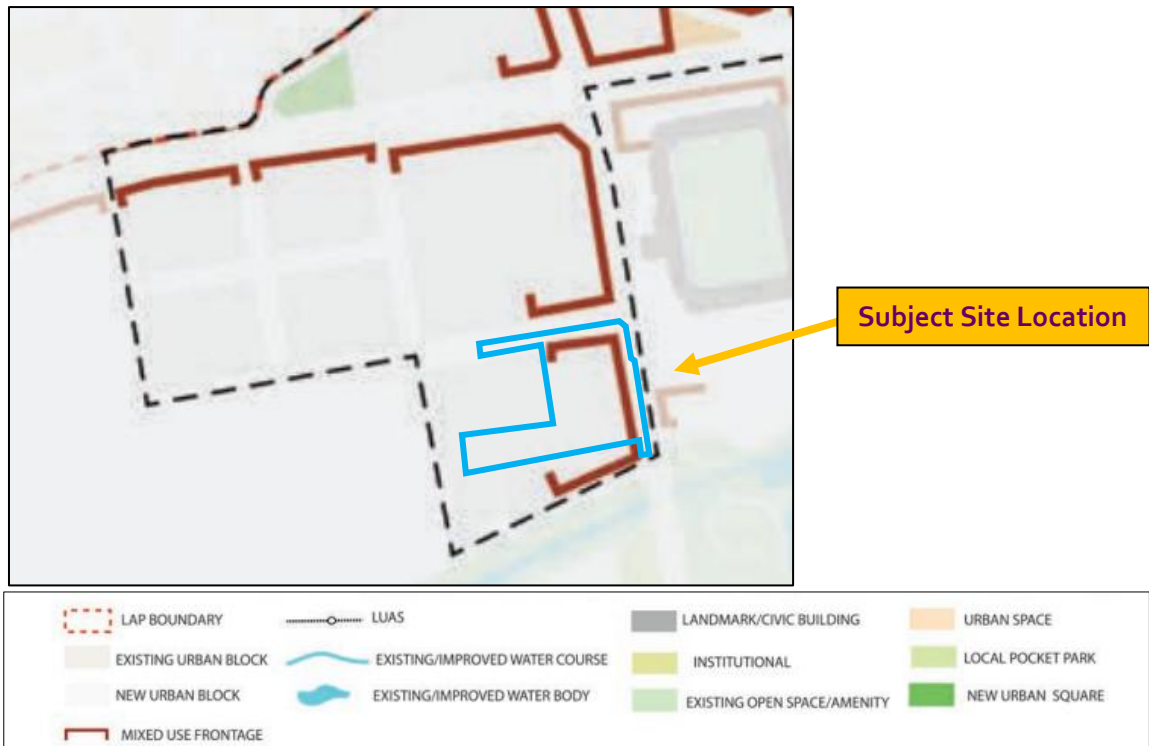 Subject Site Location
LAP BOUNDARY
LUAS
LANDMARK/CIVIC BUILDING
URBAN SPACE
EXISTING URBAN BLOCK
EXISTING/IMPROVED WATER COURSE
INSTITUTIONAL
LOCAL POCKET PARK
NEW URBAN BLOCK
EXISTING/IMPROVED WATER BODY
EXISTING OPEN SPACE/AMENITY
NEW URBAN SQUARE
MIXED USE FRONTAGE